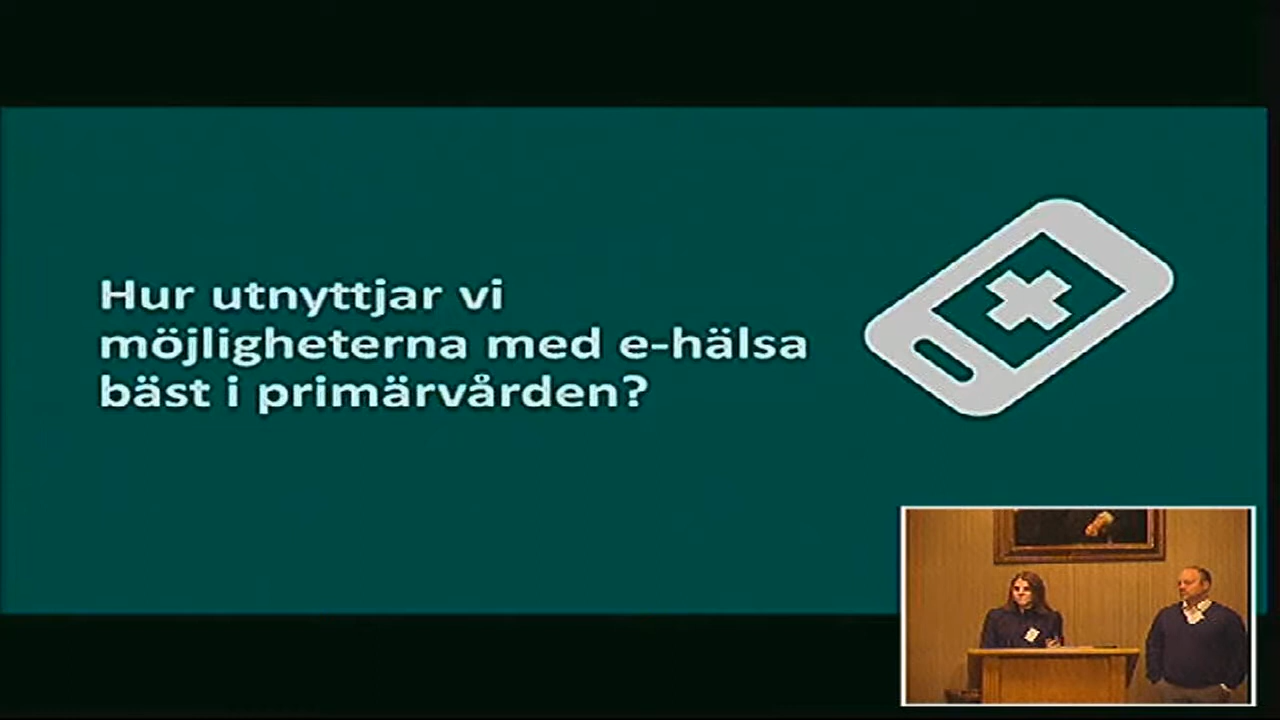 Hur utnyttjar vi
möjligheterna med e-hälsa
bäst i primärvården?